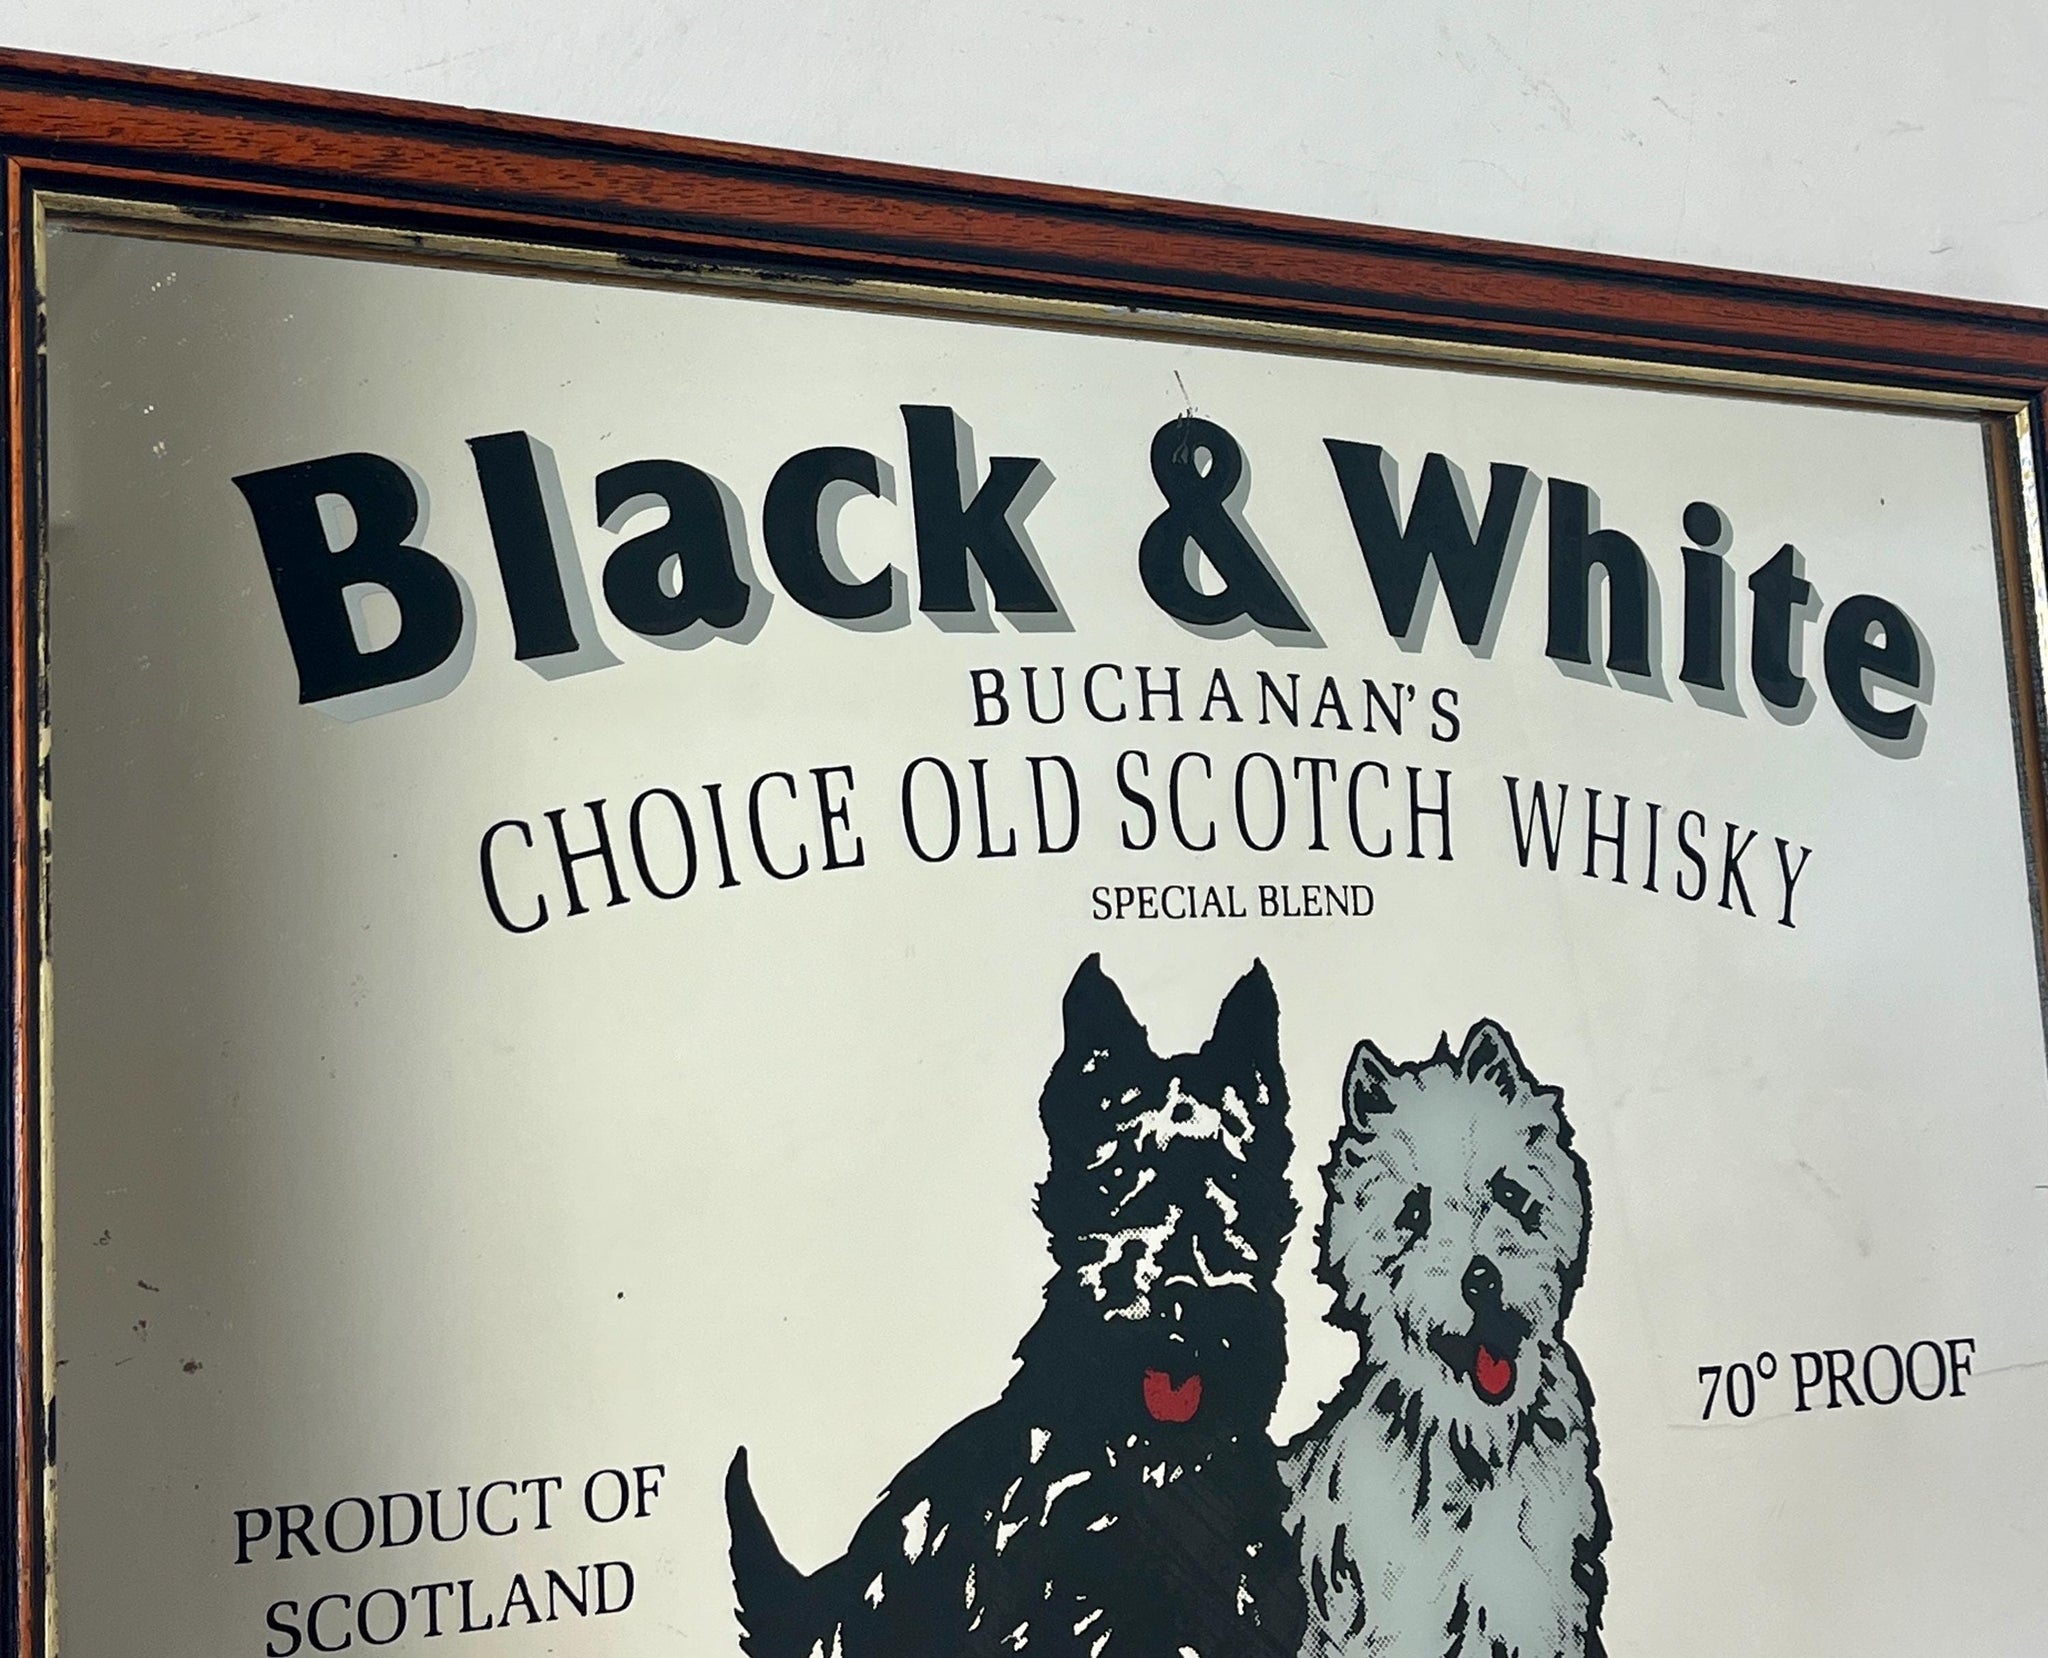 Black & White
BUCHANAN'S
CHOICE OLD SCOTCH WHISKY
SPECIAL BLEND
70° PROOF
PRODUCT OF
SCOTLAND